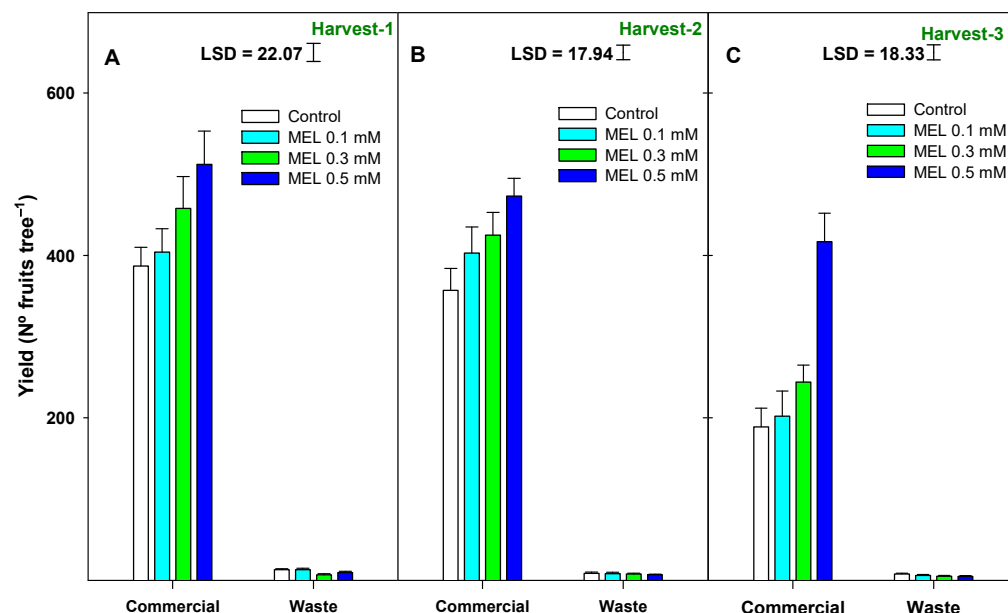 Yield (Nº fruits tree⁻¹)
600
400
200
A
Harvest-1
LSD = 22.07
Control
MEL 0.1 mM
MEL 0.3 mM
MEL 0.5 mM
Commercial
Waste
B
Harvest-2
LSD = 17.94
Control
MEL 0.1 mM
MEL 0.3 mM
MEL 0.5 mM
Commercial
Waste
C
Harvest-3
LSD = 18.33
Control
MEL 0.1 mM
MEL 0.3 mM
MEL 0.5 mM
Commercial
Waste